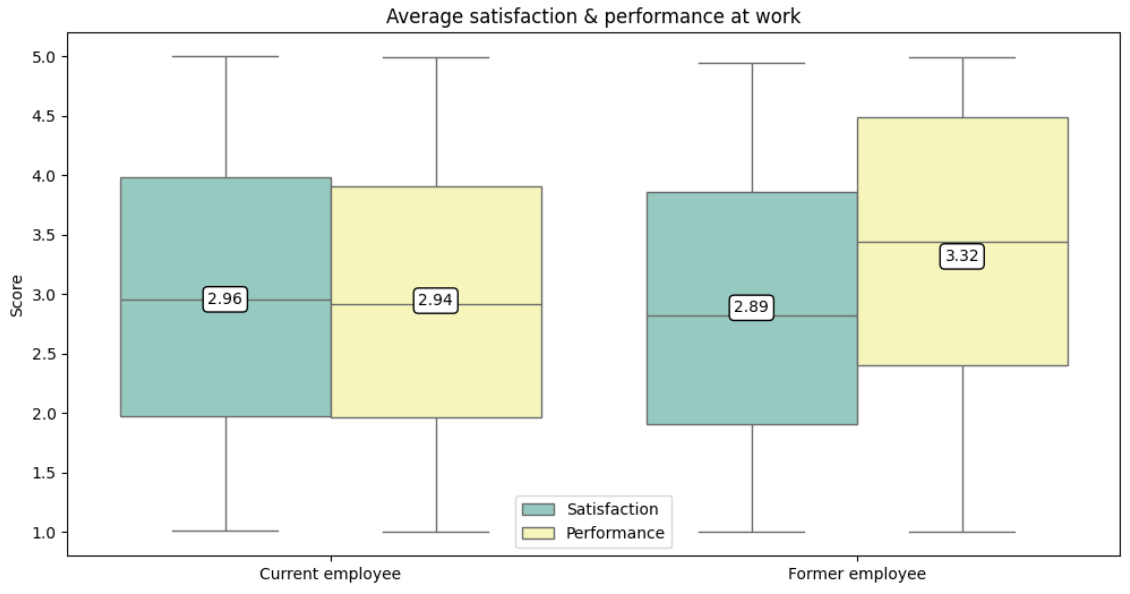 Average satisfaction & performance at work
Score
5.0
4.5
4.0
3.5
3.0
2.5
2.0
1.5
1.0
2.96
2.94
2.89
3.32
Satisfaction
Performance
Current employee
Former employee